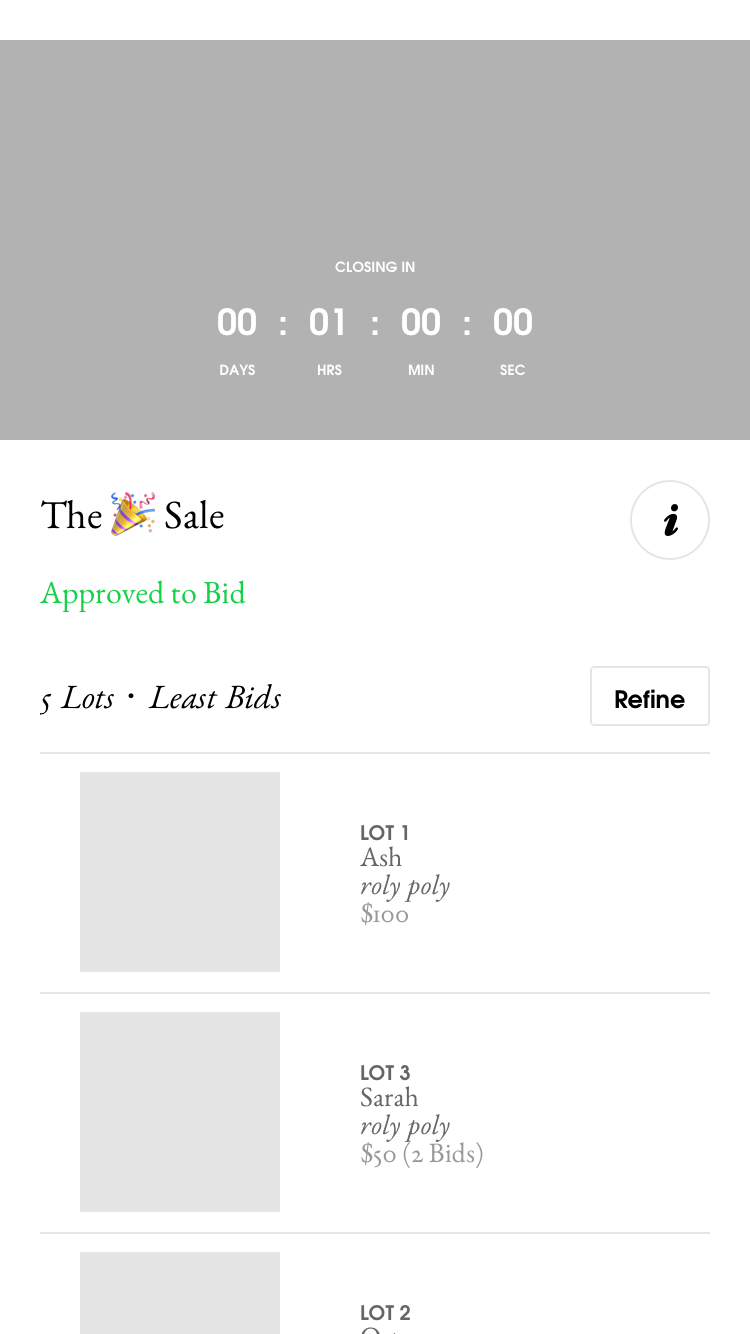 CLOSING IN
00 : 01 : 00 : 00
DAYS HRS MIN SEC
The 🎉 Sale
i
Approved to Bid
5 Lots • Least Bids
Refine
LOT 1
Ash
roly poly
$100
LOT 3
Sarah
roly poly
$50 (2 Bids)
LOT 2